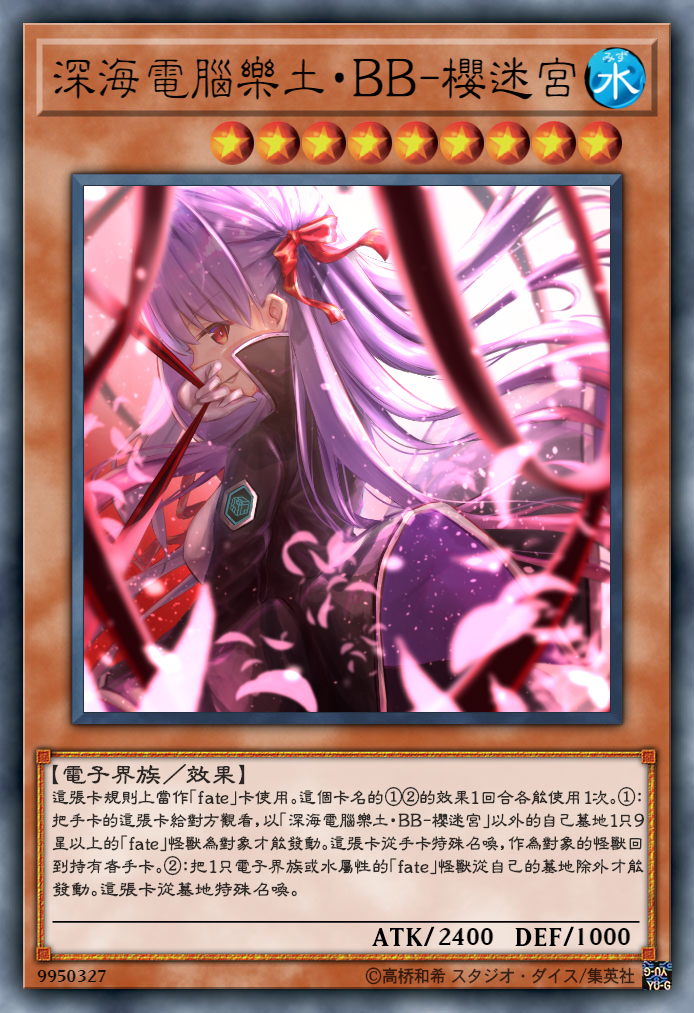 深海電腦樂土・BB-櫻迷宮
みず
水
【電子界族／效果】
這張卡規則上當作「fate」卡使用。這個卡名的①②的效果1回合各能使用1次。①：
把手卡的這張卡給對方觀看，以「深海電腦樂土・BB-櫻迷宮」以外的自己墓地1只9
星以上的「fate」怪獸為對象才能發動。這張卡從手卡特殊召喚，作為對象的怪獸回
到持有者手卡。②：把1只電子界族或水屬性的「fate」怪獸從自己的墓地除外才能
發動。這張卡從墓地特殊召喚。
ATK/2400 DEF/1000
9950327
©高桥和希 スタジオ・ダイス/集英社
YU-G